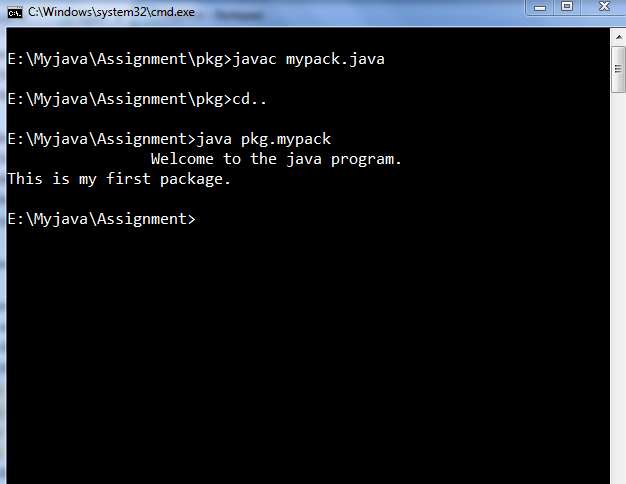 C:\Windows\system32\cmd.exe
E:\Myjava\Assignment\pkg>javac mypack.java
E:\Myjava\Assignment\pkg>cd..
E:\Myjava\Assignment>java pkg.mypack
Welcome to the java program.
This is my first package.
E:\Myjava\Assignment>